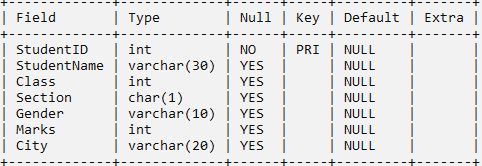 +-------------+-------------+------+-----+---------+-------+
| Field       | Type        | Null | Key | Default | Extra |
+-------------+-------------+------+-----+---------+-------+
| StudentID   | int         | NO   | PRI | NULL    |       |
| StudentName | varchar(30) | YES  |     | NULL    |       |
| Class       | int         | YES  |     | NULL    |       |
| Section     | char(1)     | YES  |     | NULL    |       |
| Gender      | varchar(10) | YES  |     | NULL    |       |
| Marks       | int         | YES  |     | NULL    |       |
| City        | varchar(20) | YES  |     | NULL    |       |
+-------------+-------------+------+-----+---------+-------+